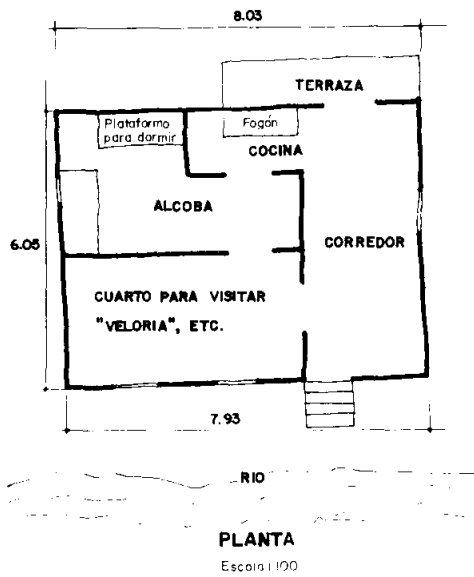 8.03
TERRAZA
Plataforma
para dormir
Fogón
COCINA
ALCOBA
6.05
CORREDOR
CUARTO PARA VISITAR
"VELORIA", ETC.
7.93
RIO
PLANTA
Escala 1:100